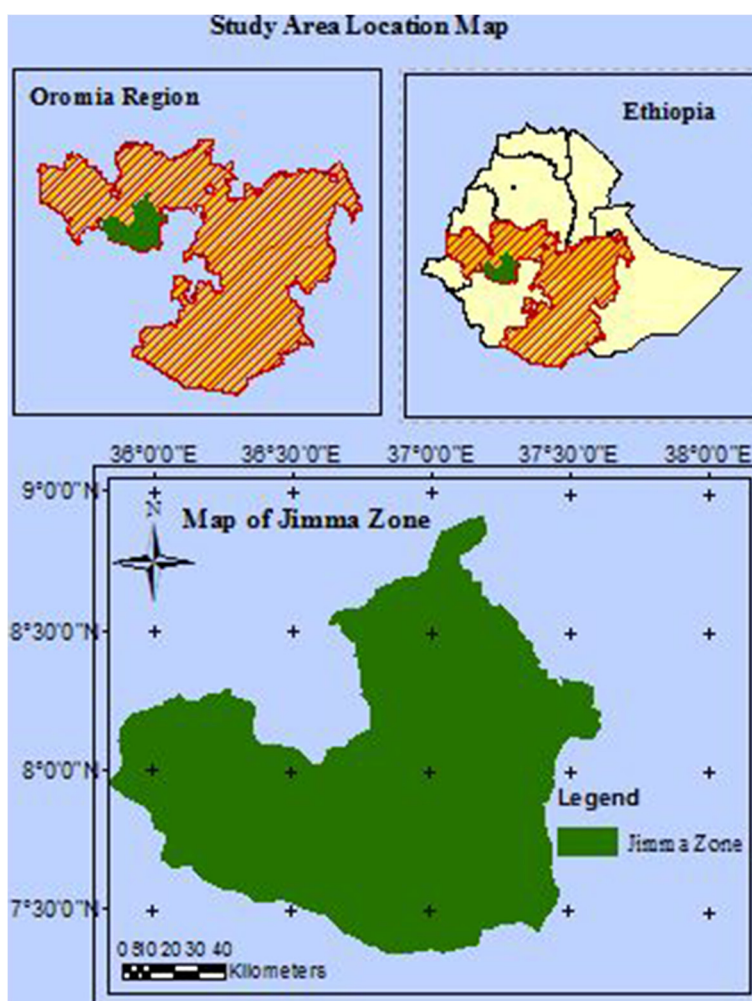 Study Area Location Map
Oromia Region
Ethiopia
36°0'0"E 36°30'0"E 37°0'0"E 37°30'0"E 38°0'0"E
9°0'0"N
N
Map of Jimma Zone
8°30'0"N
8°0'0"N
Legend
Jimma Zone
7°30'0"N
0 5 10 20 30 40
Kilometers